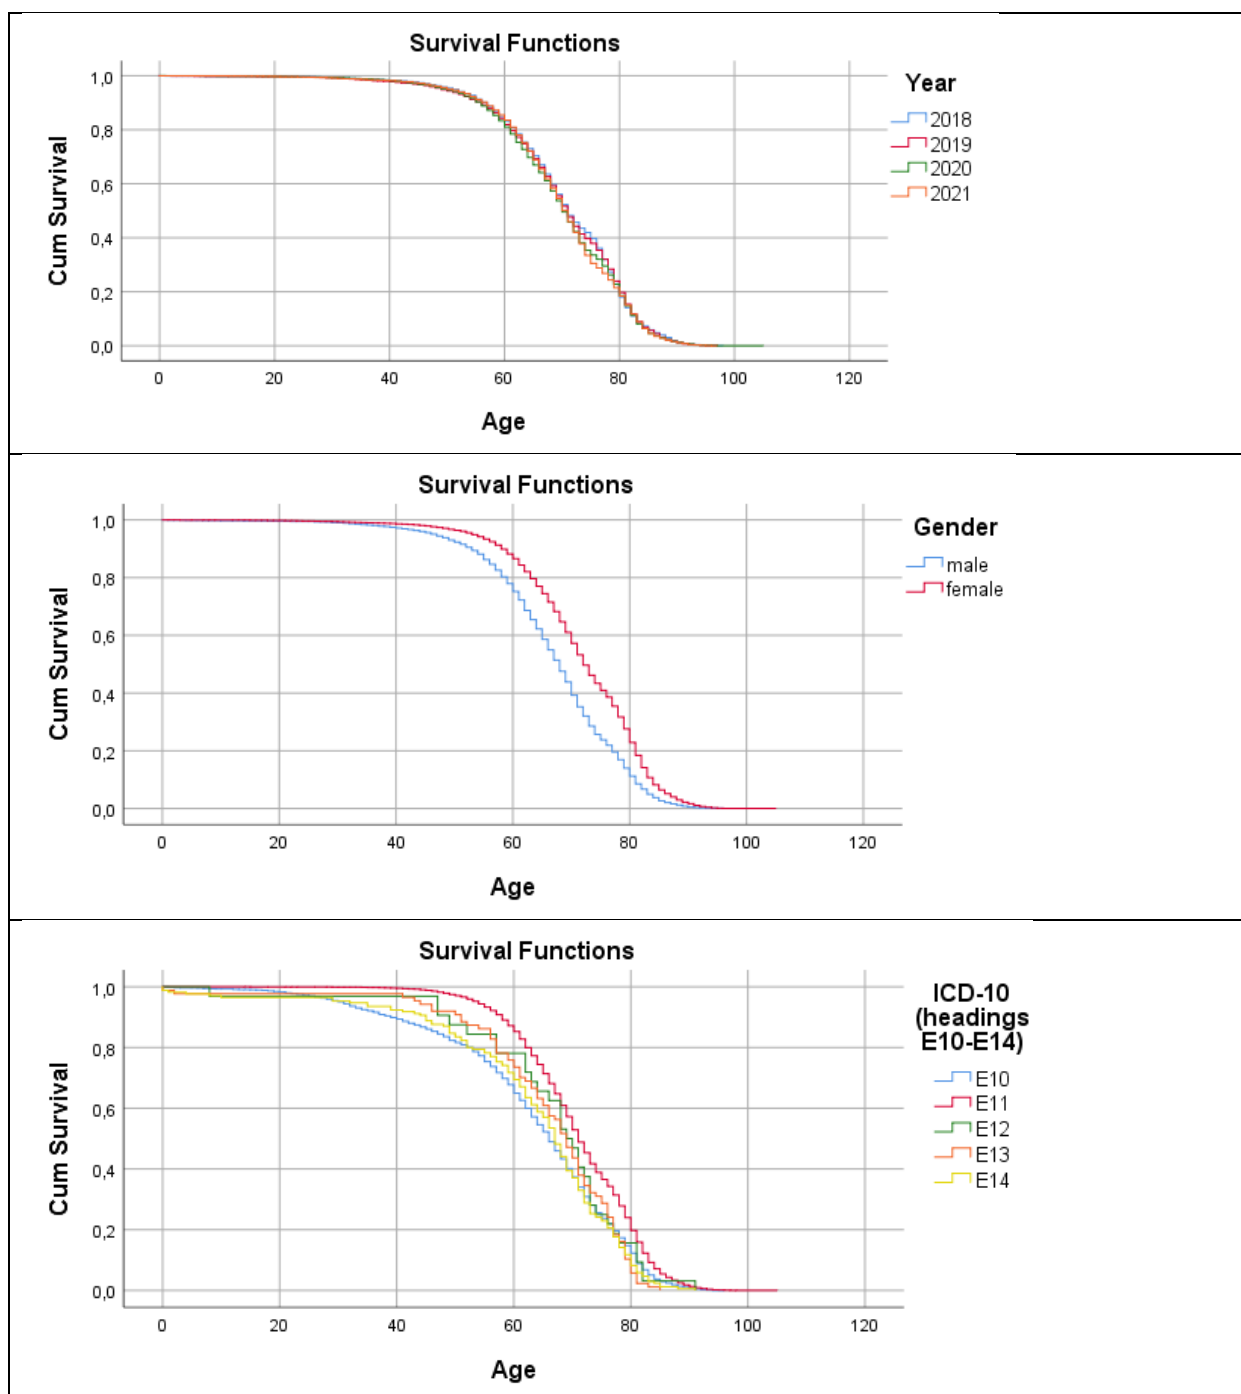 Survival Functions
Cum Survival
1,0
0,8
0,6
0,4
0,2
0,0
0 20 40 60 80 100 120
Age
Year
2018
2019
2020
2021
Survival Functions
Cum Survival
1,0
0,8
0,6
0,4
0,2
0,0
0 20 40 60 80 100 120
Age
Gender
male
female
Survival Functions
Cum Survival
1,0
0,8
0,6
0,4
0,2
0,0
0 20 40 60 80 100 120
Age
ICD-10
(headings
E10-E14)
E10
E11
E12
E13
E14